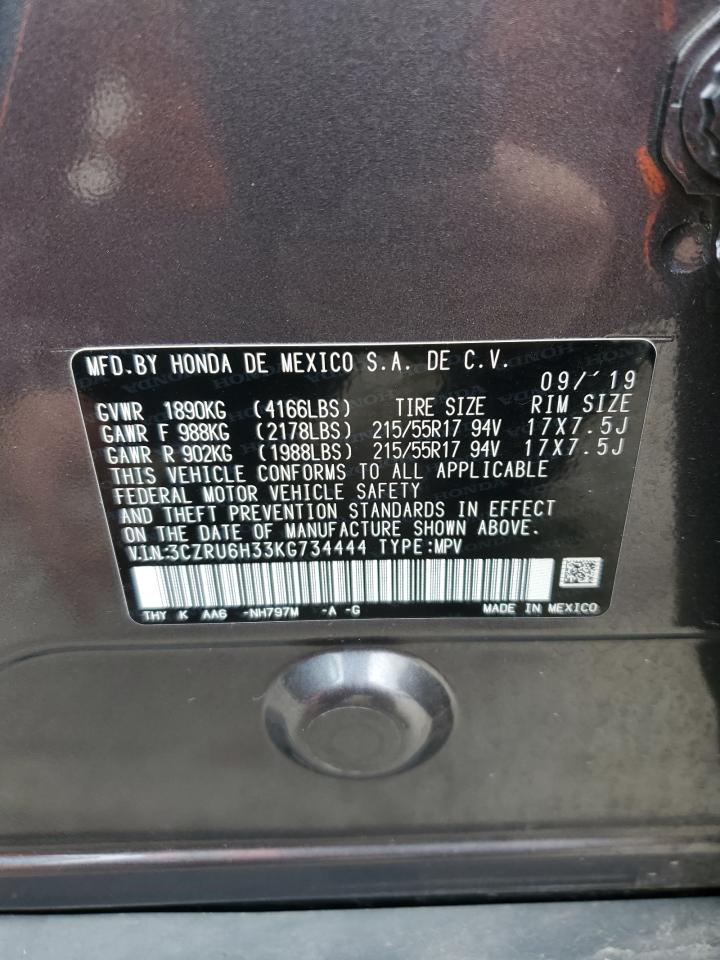 MFD.BY HONDA DE MEXICO S.A. DE C.V.
09/´19
GVWR 1890KG (4166LBS) TIRE SIZE RIM SIZE
GAWR F 988KG (2178LBS) 215/55R17 94V 17X7.5J
GAWR R 902KG (1988LBS) 215/55R17 94V 17X7.5J
THIS VEHICLE CONFORMS TO ALL APPLICABLE
FEDERAL MOTOR VEHICLE SAFETY
AND THEFT PREVENTION STANDARDS IN EFFECT
ON THE DATE OF MANUFACTURE SHOWN ABOVE.
V.I.N:3CZRU6H33KG734444 TYPE:MPV
THY K AA6 -NH797M -A -G MADE IN MEXICO